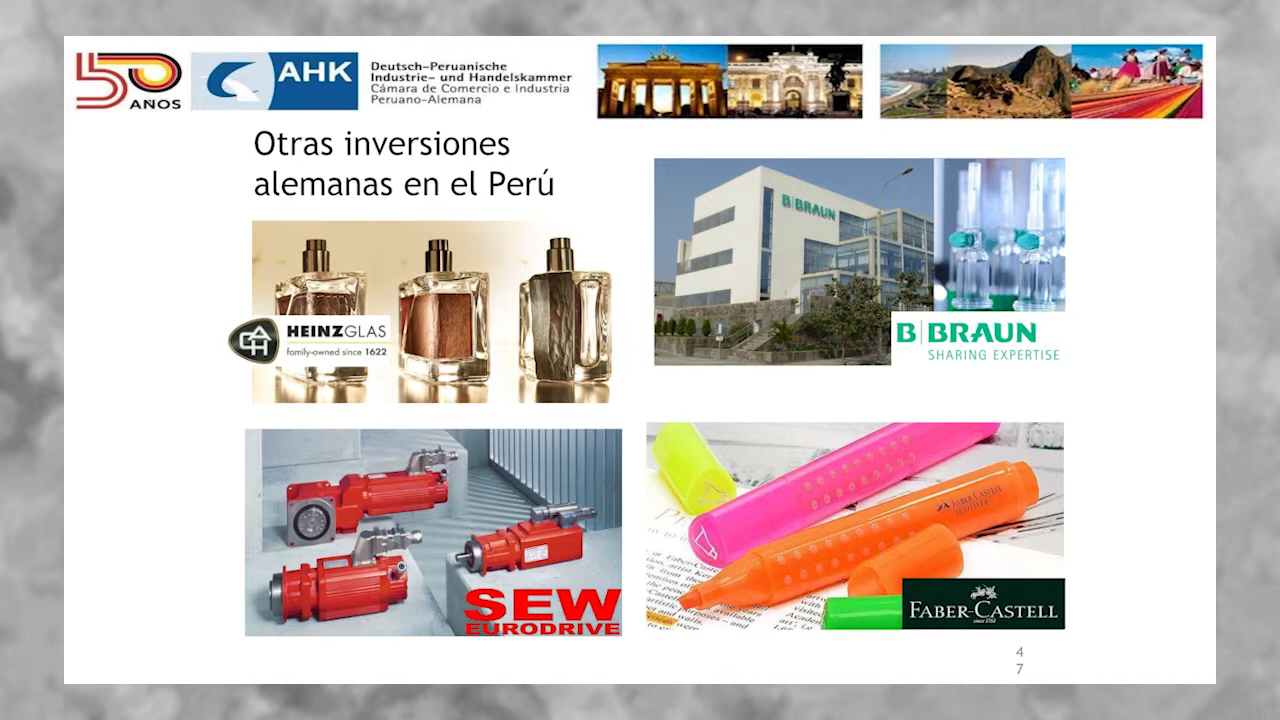 50
AÑOS
AHK
Deutsch-Peruanische
Industrie- und Handelskammer
Cámara de Comercio e Industria
Peruano-Alemana
Otras inversiones
alemanas en el Perú
HEINZGLAS
family-owned since 1622
B|BRAUN
B|BRAUN
SHARING EXPERTISE
SEW
EURODRIVE
FABER-CASTELL
FABER-CASTELL
since 1761
4
7